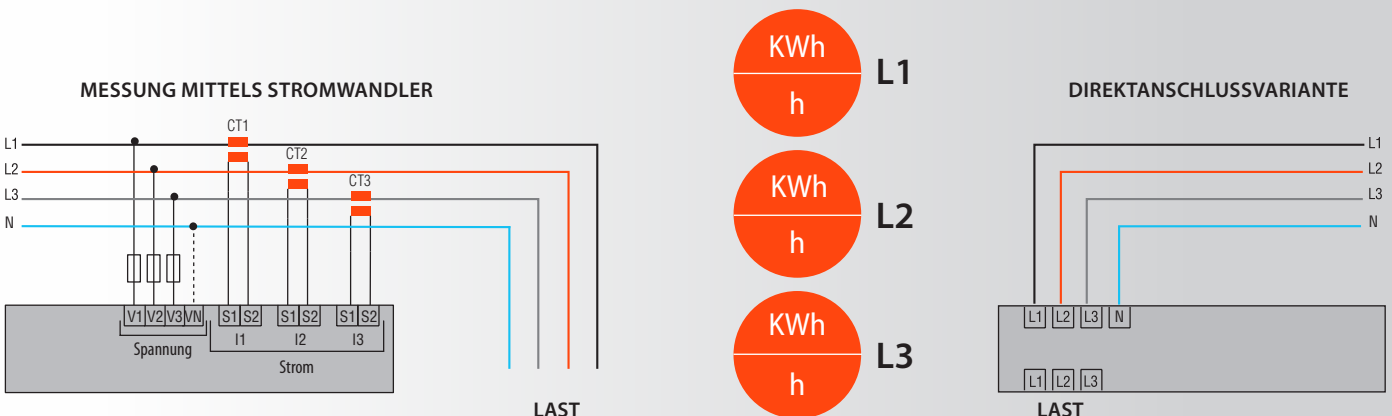 MESSUNG MITTELS STROMWANDLER
L1
L2
L3
N
CT1
CT2
CT3
V1 V2 V3 VN
S1 S2
S1 S2
S1 S2
I1
I2
I3
Spannung
Strom
LAST
KWh
h
L1
KWh
h
L2
KWh
h
L3
DIREKTANSCHLUSSVARIANTE
L1
L2
L3
N
L1 L2 L3 N
L1 L2 L3
LAST